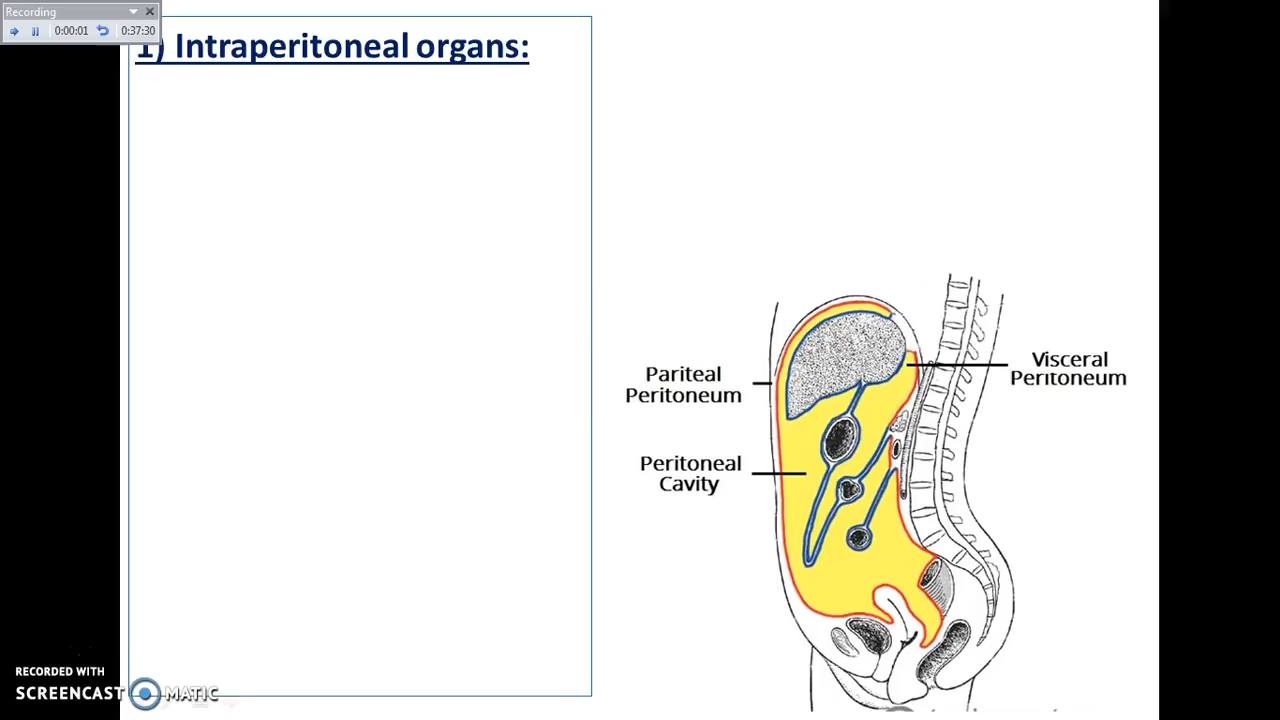 Recording
0:00:01 0:37:30
1) Intraperitoneal organs:
Pariteal
Peritoneum
Visceral
Peritoneum
Peritoneal
Cavity
RECORDED WITH
SCREENCAST MATIC